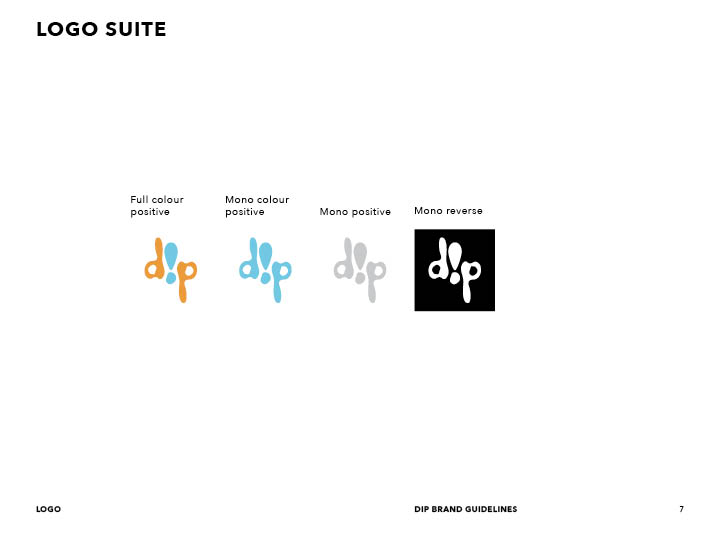 LOGO SUITE
Full colour
positive
Mono colour
positive
Mono positive
Mono reverse
d!p
d!p
d!p
d!p
LOGO
DIP BRAND GUIDELINES
7